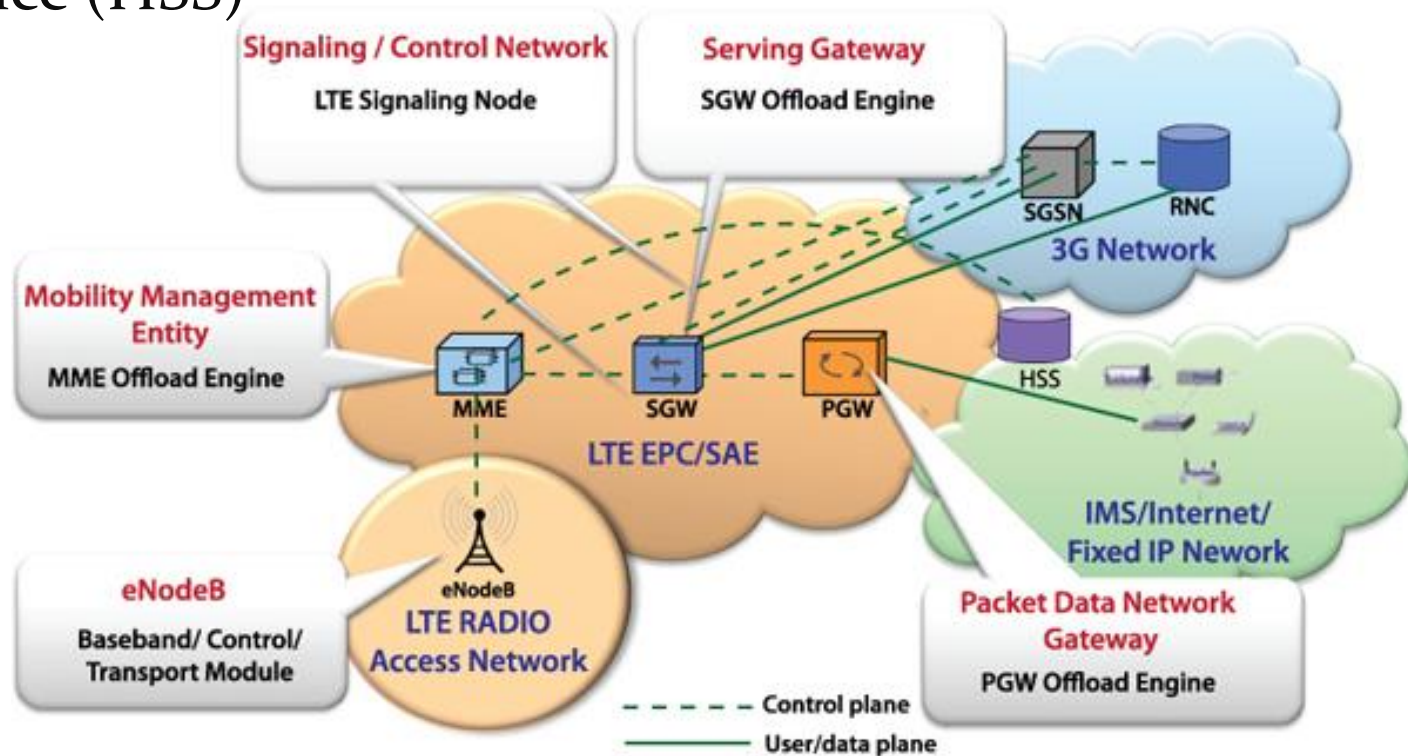 (HSS)
Signaling / Control Network
LTE Signaling Node
Serving Gateway
SGW Offload Engine
SGSN
RNC
3G Network
Mobility Management
Entity
MME Offload Engine
MME
SGW
PGW
HSS
LTE EPC/SAE
IMS/Internet/
Fixed IP Nework
eNodeB
Baseband/ Control/
Transport Module
eNodeB
LTE RADIO
Access Network
Packet Data Network
Gateway
PGW Offload Engine
Control plane
User/data plane